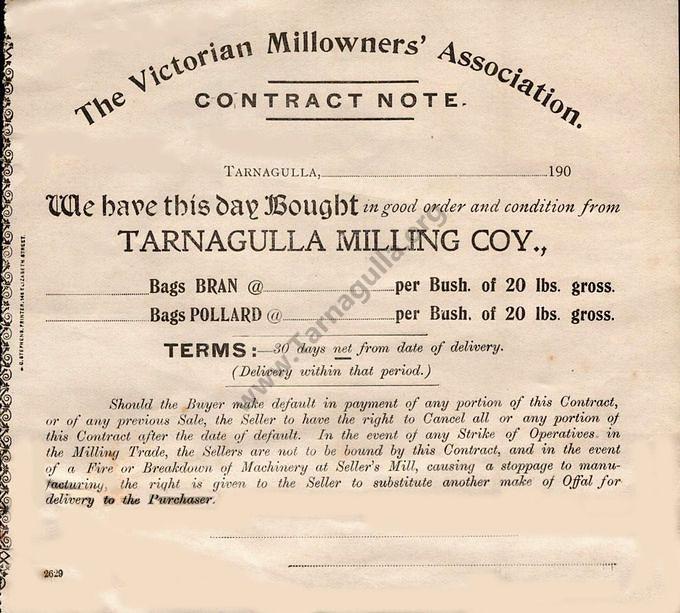 The Victorian Millowners' Association.
CONTRACT NOTE.
TARNAGULLA, 190
We have this day Bought in good order and condition from
TARNAGULLA MILLING COY.,
Bags BRAN @ per Bush. of 20 lbs. gross.
Bags POLLARD @ per Bush. of 20 lbs. gross.
TERMS:—30 days net from date of delivery.
(Delivery within that period.)
Should the Buyer make default in payment of any portion of this Contract,
or of any previous Sale, the Seller to have the right to Cancel all or any portion of
this Contract after the date of default. In the event of any Strike of Operatives in
the Milling Trade, the Sellers are not to be bound by this Contract, and in the event
of a Fire or Breakdown of Machinery at Seller's Mill, causing a stoppage to manu-
facturing, the right is given to the Seller to substitute another make of Offal for
delivery to the Purchaser.
2629
STEPHENS, PRINTER, 146 ELIZABETH STREET.
www.Tarnagulla.org